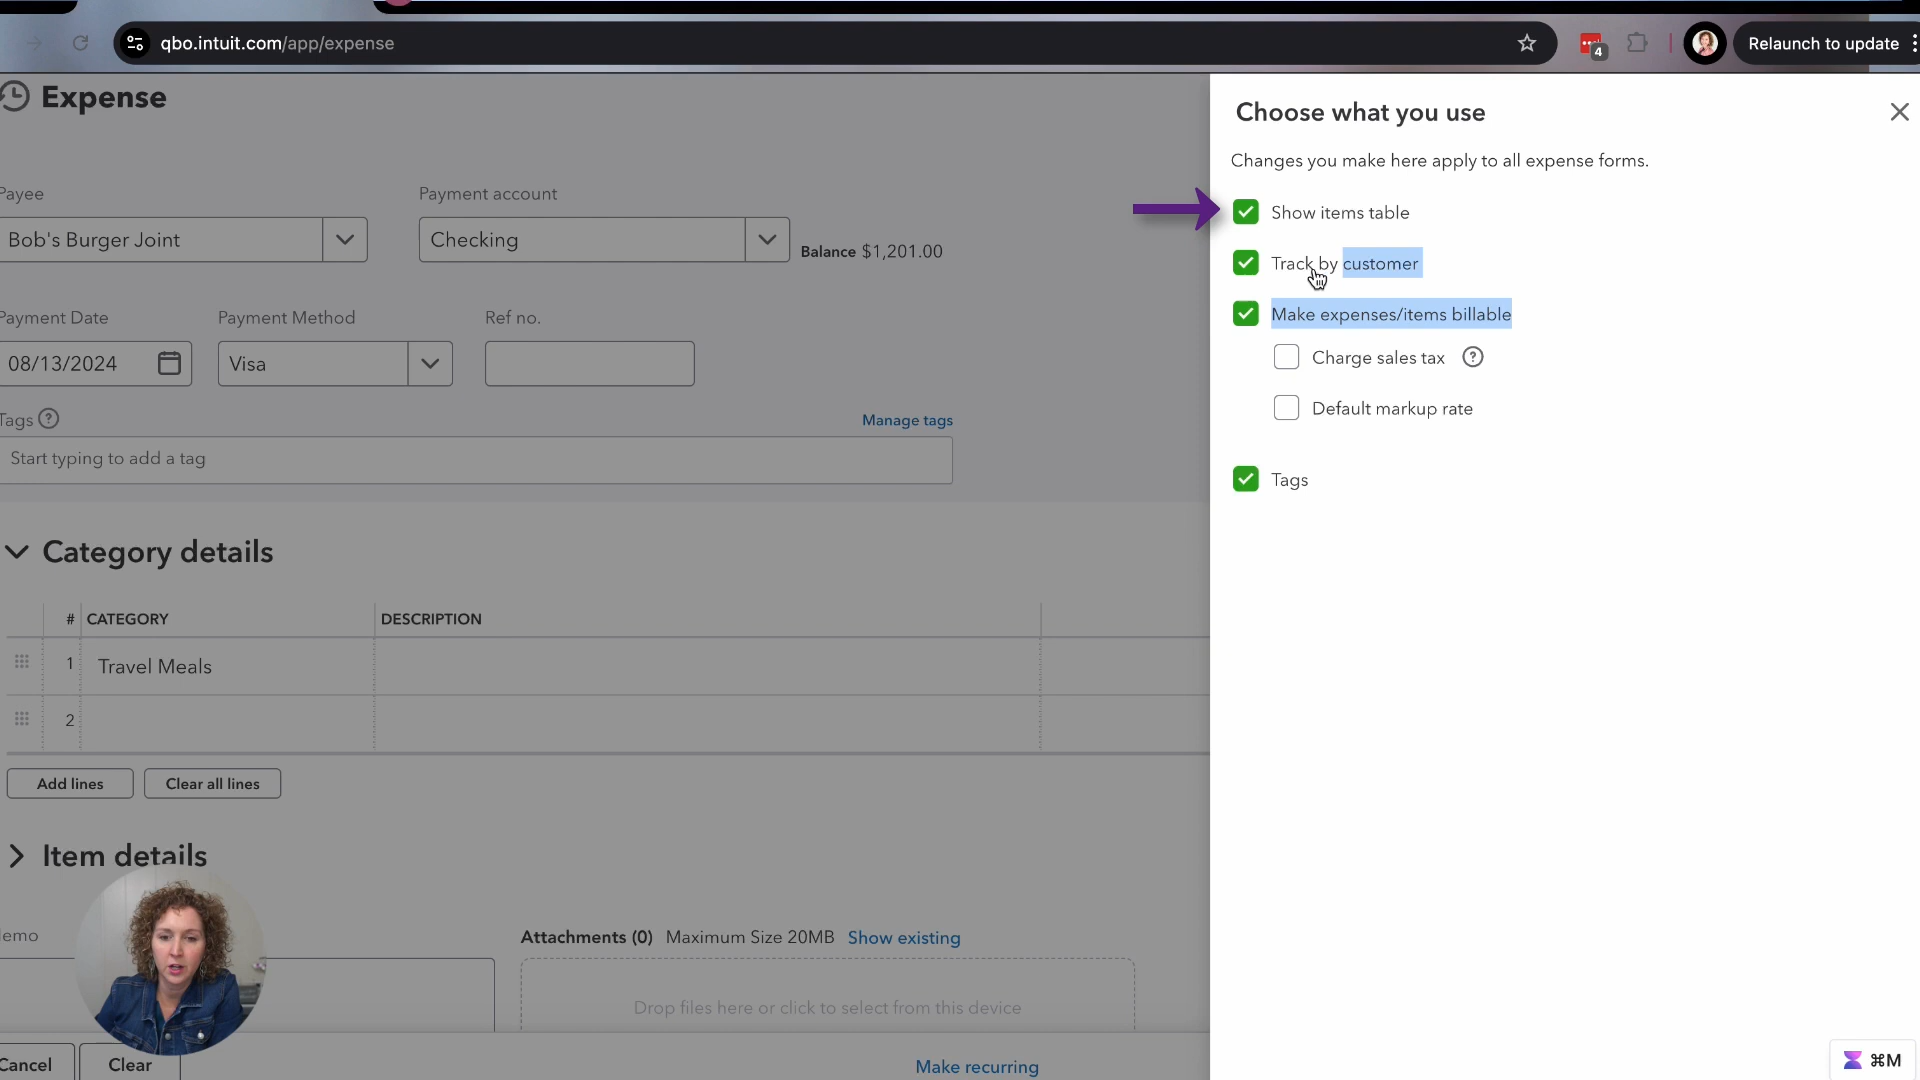 qbo.intuit.com/app/expense
4
Relaunch to update
Expense
Payee
Payment account
Bob's Burger Joint
Checking
Balance $1,201.00
Payment Date
Payment Method
Ref no.
08/13/2024
Visa
Tags
Manage tags
Start typing to add a tag
Category details
# CATEGORY DESCRIPTION
1 Travel Meals
2
Add lines
Clear all lines
Item details
emo
Attachments (0) Maximum Size 20MB Show existing
Drop files here or click to select from this device
Cancel
Clear
Make recurring
Choose what you use
Changes you make here apply to all expense forms.
Show items table
Track by customer
Make expenses/items billable
Charge sales tax ?
Default markup rate
Tags
⌘M